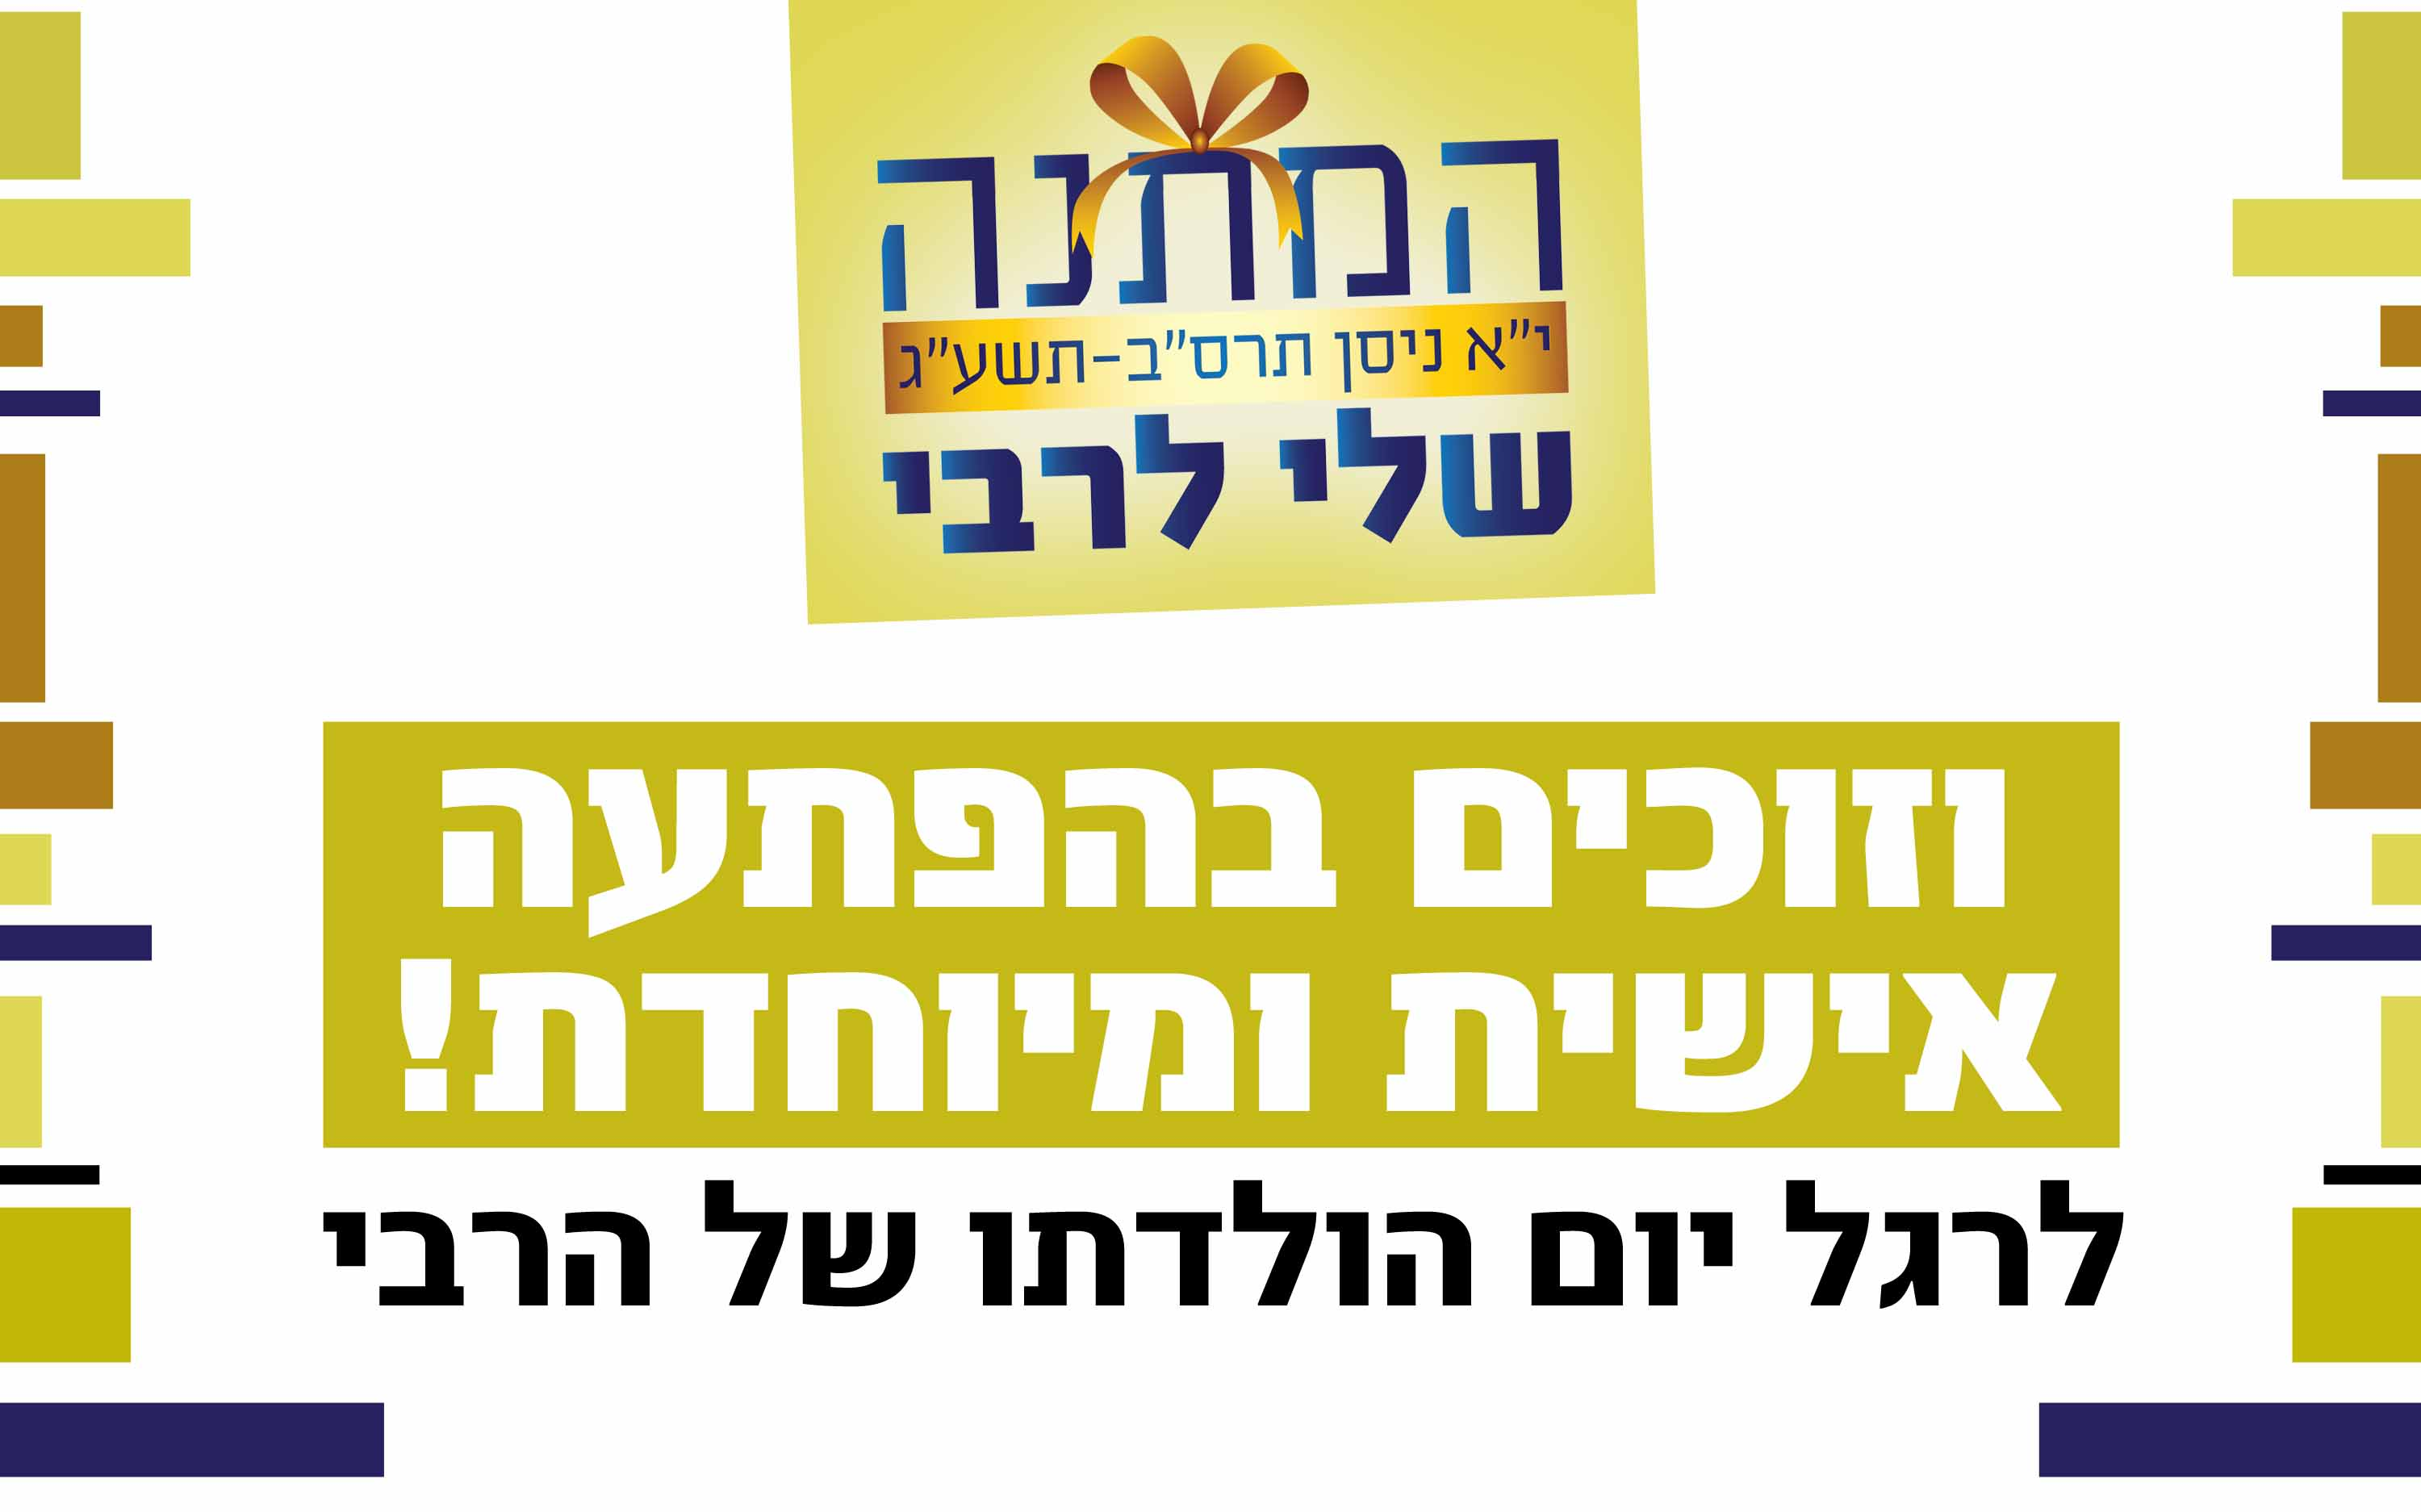 המתנה
י"א ניסן תרס"ב-תשע"ג
שלי לרבי
וזוכים בהפתעה
אישית ומיוחדת!
לרגל יום הולדתו של הרבי